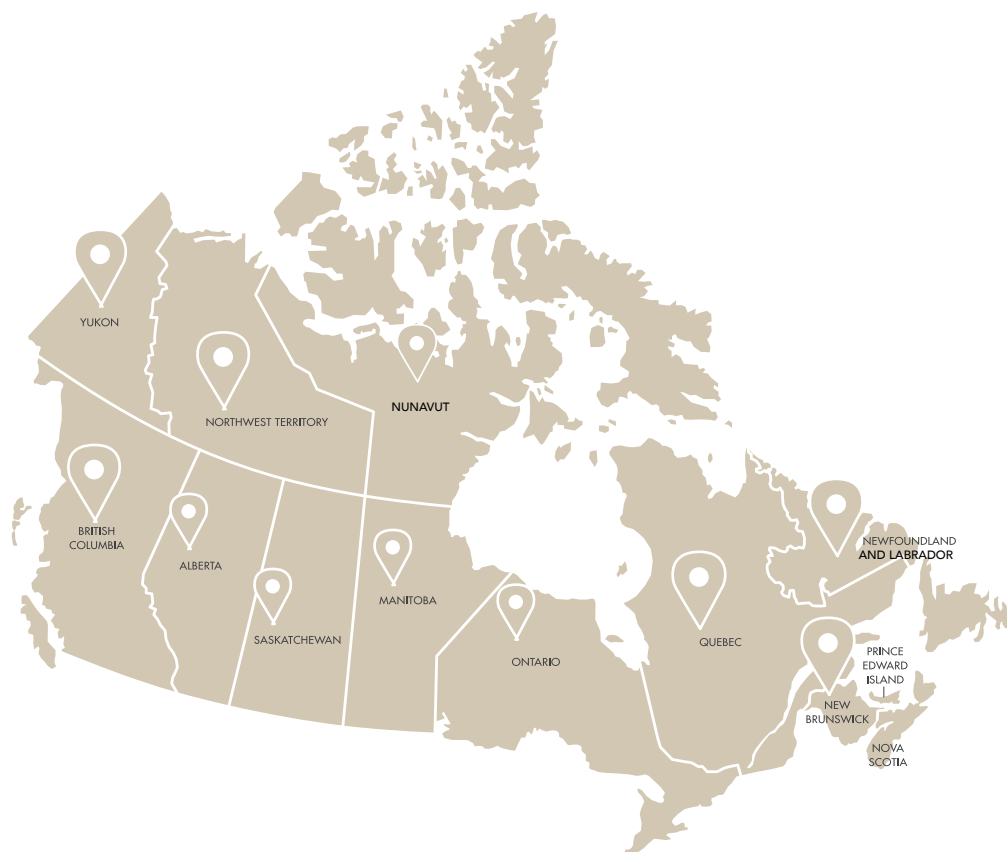 YUKON
NORTHWEST TERRITORY
NUNAVUT
BRITISH
COLUMBIA
ALBERTA
SASKATCHEWAN
MANITOBA
ONTARIO
QUEBEC
NEWFOUNDLAND
AND LABRADOR
PRINCE
EDWARD
ISLAND
NEW
BRUNSWICK
NOVA
SCOTIA